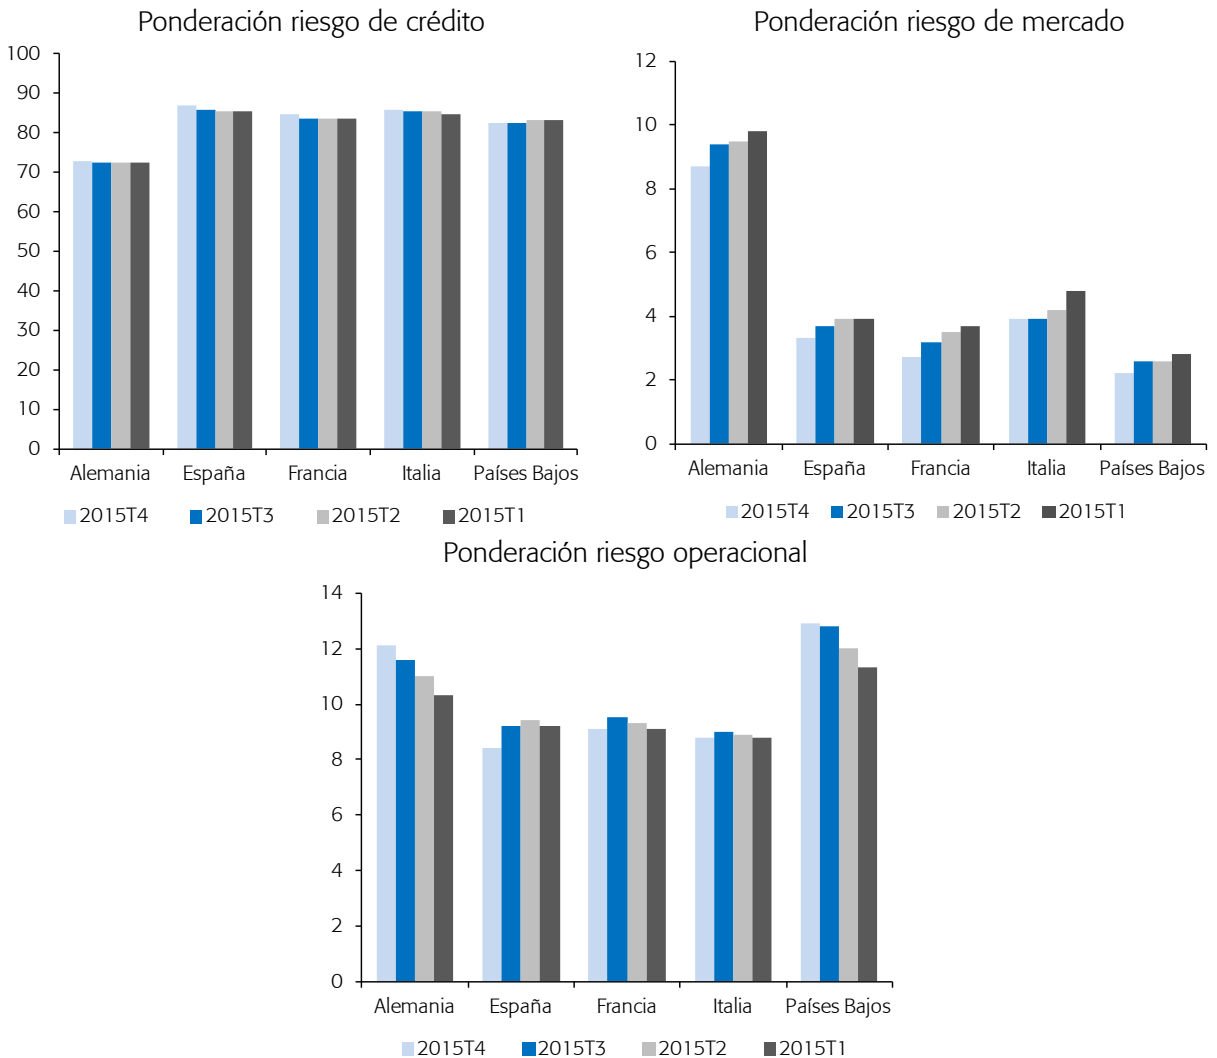 Ponderación riesgo de crédito
100
90
80
70
60
50
40
30
20
10
0
Alemania España Francia Italia Países Bajos
2015T4 2015T3 2015T2 2015T1
Ponderación riesgo de mercado
12
10
8
6
4
2
0
Alemania España Francia Italia Países Bajos
2015T4 2015T3 2015T2 2015T1
Ponderación riesgo operacional
14
12
10
8
6
4
2
0
Alemania España Francia Italia Países Bajos
2015T4 2015T3 2015T2 2015T1